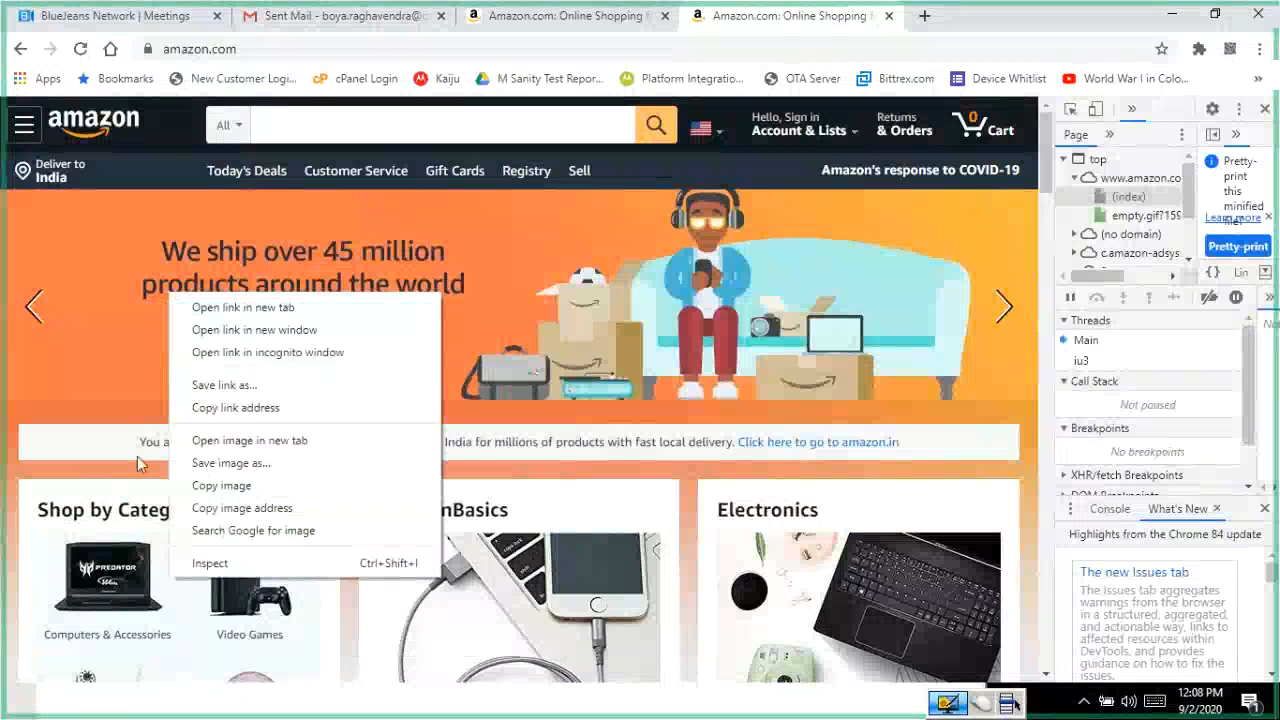 BlueJeans Network | Meetings
Sent Mail - boya.raghavendra@c
Amazon.com: Online Shopping f
Amazon.com: Online Shopping f
amazon.com
Apps
Bookmarks
New Customer Logi...
cPanel Login
Kaiju
M Sanity Test Repor...
Platform Integratio...
OTA Server
Bittrex.com
Device Whitlist
World War I in Colo...
amazon
All
Hello, Sign in
Account & Lists
Returns
& Orders
0
Cart
Deliver to
India
Today's Deals
Customer Service
Gift Cards
Registry
Sell
Amazon's response to COVID-19
We ship over 45 million
products around the world
Open link in new tab
Open link in new window
Open link in incognito window
Save link as...
Copy link address
Open image in new tab
Save image as...
Copy image
Copy image address
Search Google for image
Inspect Ctrl+Shift+I
You a
India for millions of products with fast local delivery. Click here to go to amazon.in
Shop by Categ
nBasics
Electronics
PREDATOR
Computers & Accessories
Video Games
Page
top
www.amazon.co
(index)
empty.gif?159
(no domain)
c.amazon-adsys
Pretty-
print
this
minified
file?
Learn more
Pretty-print
{} Lin
Threads
Main
iu3
Call Stack
Not paused
Breakpoints
No breakpoints
XHR/fetch Breakpoints
DOM Breakpoints
Console
What's New
Highlights from the Chrome 84 update
The new Issues tab
The Issues tab aggregates
warnings from the browser
in a structured, aggregated,
and actionable way, links to
affected resources within
DevTools, and provides
guidance on how to fix the
issues.
12:08 PM
9/2/2020
1